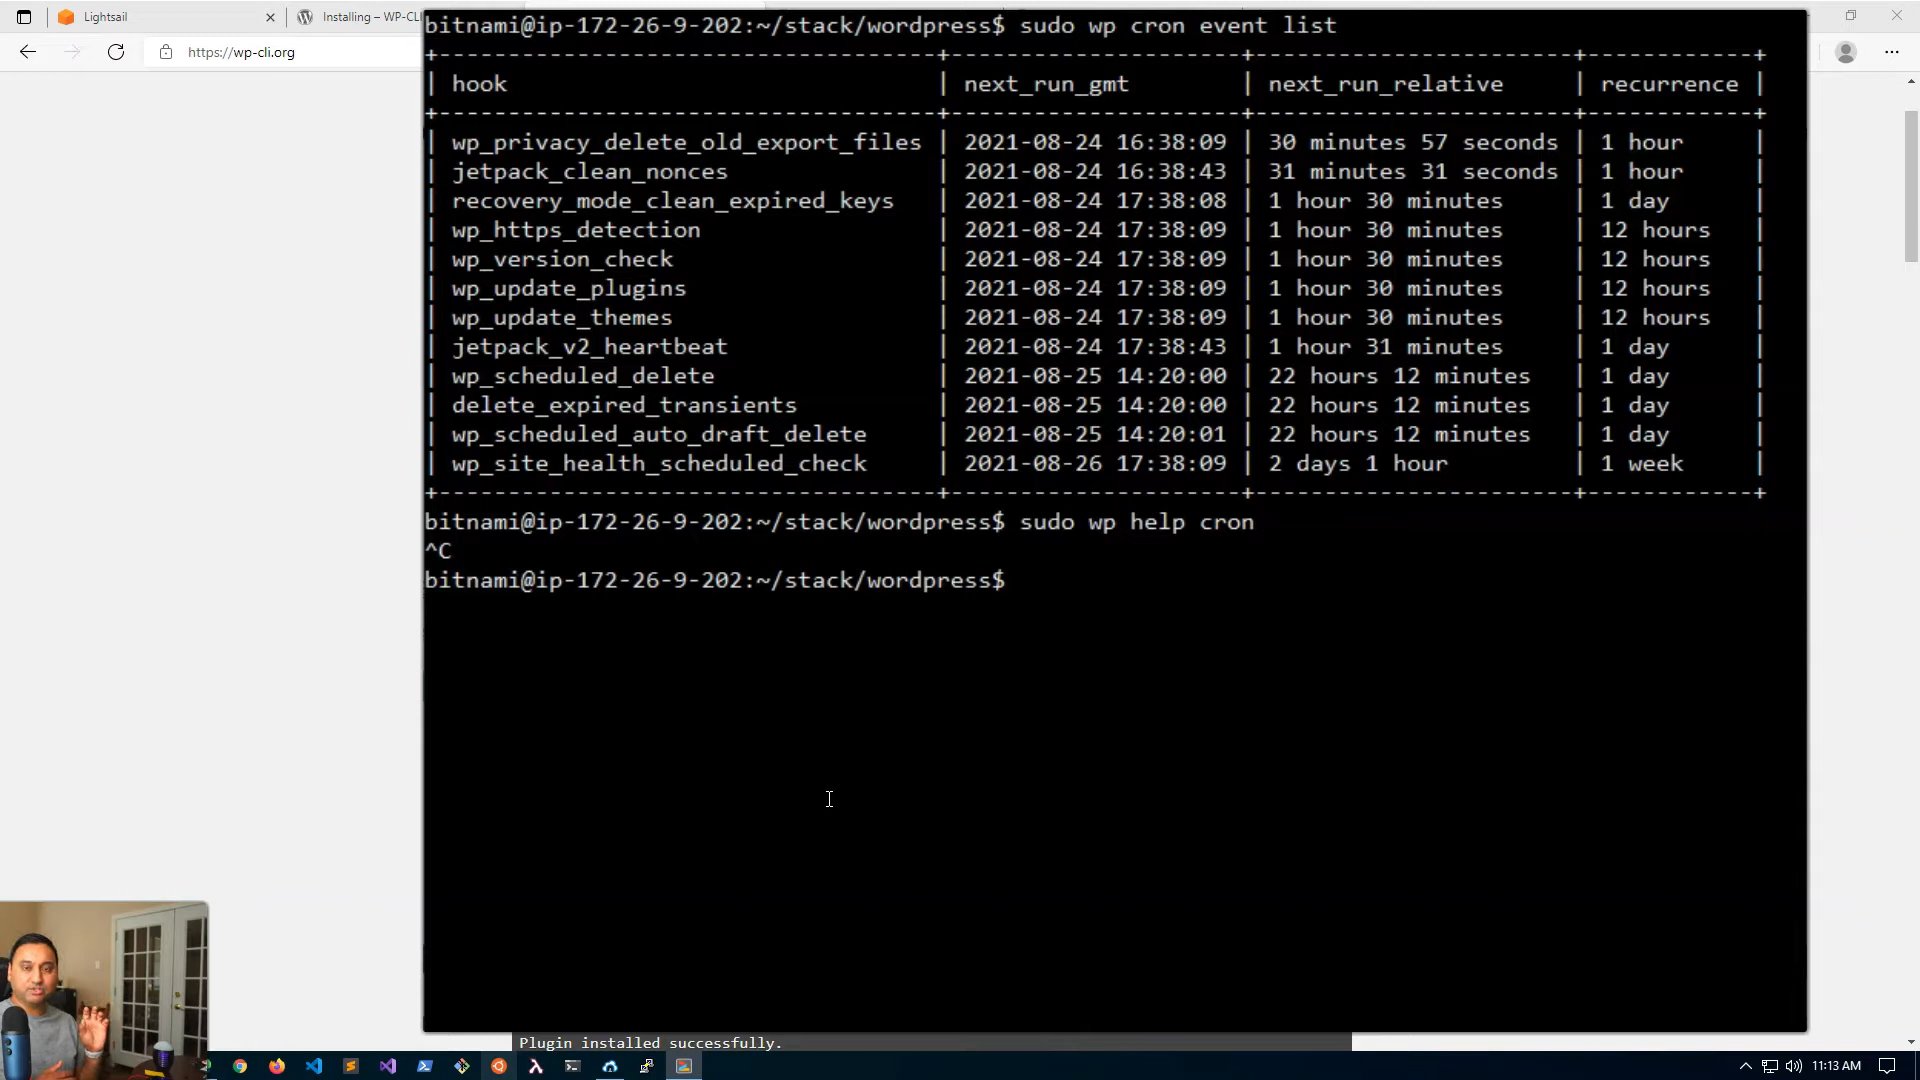 Lightsail
Installing – WP-CLI
https://wp-cli.org
bitnami@ip-172-26-9-202:~/stack/wordpress$ sudo wp cron event list
+-------------------------------------+----------------------+------------------------+-------------+
| hook | next_run_gmt | next_run_relative | recurrence |
+-------------------------------------+----------------------+------------------------+-------------+
| wp_privacy_delete_old_export_files | 2021-08-24 16:38:09 | 30 minutes 57 seconds | 1 hour |
| jetpack_clean_nonces | 2021-08-24 16:38:43 | 31 minutes 31 seconds | 1 hour |
| recovery_mode_clean_expired_keys | 2021-08-24 17:38:08 | 1 hour 30 minutes | 1 day |
| wp_https_detection | 2021-08-24 17:38:09 | 1 hour 30 minutes | 12 hours |
| wp_version_check | 2021-08-24 17:38:09 | 1 hour 30 minutes | 12 hours |
| wp_update_plugins | 2021-08-24 17:38:09 | 1 hour 30 minutes | 12 hours |
| wp_update_themes | 2021-08-24 17:38:09 | 1 hour 30 minutes | 12 hours |
| jetpack_v2_heartbeat | 2021-08-24 17:38:43 | 1 hour 31 minutes | 1 day |
| wp_scheduled_delete | 2021-08-25 14:20:00 | 22 hours 12 minutes | 1 day |
| delete_expired_transients | 2021-08-25 14:20:00 | 22 hours 12 minutes | 1 day |
| wp_scheduled_auto_draft_delete | 2021-08-25 14:20:01 | 22 hours 12 minutes | 1 day |
| wp_site_health_scheduled_check | 2021-08-26 17:38:09 | 2 days 1 hour | 1 week |
+-------------------------------------+----------------------+------------------------+-------------+
bitnami@ip-172-26-9-202:~/stack/wordpress$ sudo wp help cron
^C
bitnami@ip-172-26-9-202:~/stack/wordpress$
Plugin installed successfully.
11:13 AM